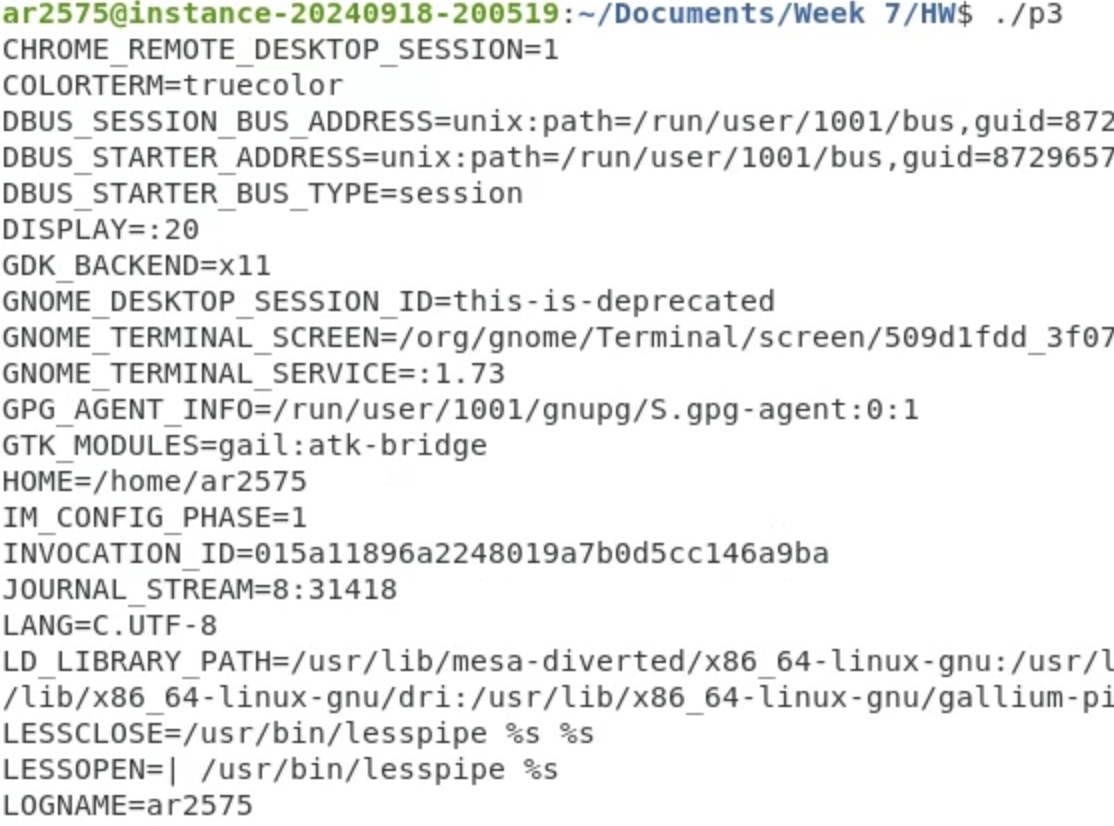 ar2575@instance-20240918-200519:~/Documents/Week 7/HW$ ./p3
CHROME_REMOTE_DESKTOP_SESSION=1
COLORTERM=truecolor
DBUS_SESSION_BUS_ADDRESS=unix:path=/run/user/1001/bus,guid=872
DBUS_STARTER_ADDRESS=unix:path=/run/user/1001/bus,guid=8729657
DBUS_STARTER_BUS_TYPE=session
DISPLAY=:20
GDK_BACKEND=x11
GNOME_DESKTOP_SESSION_ID=this-is-deprecated
GNOME_TERMINAL_SCREEN=/org/gnome/Terminal/screen/509d1fdd_3f07
GNOME_TERMINAL_SERVICE=:1.73
GPG_AGENT_INFO=/run/user/1001/gnupg/S.gpg-agent:0:1
GTK_MODULES=gail:atk-bridge
HOME=/home/ar2575
IM_CONFIG_PHASE=1
INVOCATION_ID=015a11896a2248019a7b0d5cc146a9ba
JOURNAL_STREAM=8:31418
LANG=C.UTF-8
LD_LIBRARY_PATH=/usr/lib/mesa-diverted/x86_64-linux-gnu:/usr/l
/lib/x86_64-linux-gnu/dri:/usr/lib/x86_64-linux-gnu/gallium-pi
LESSCLOSE=/usr/bin/lesspipe %s %s
LESSOPEN=| /usr/bin/lesspipe %s
LOGNAME=ar2575